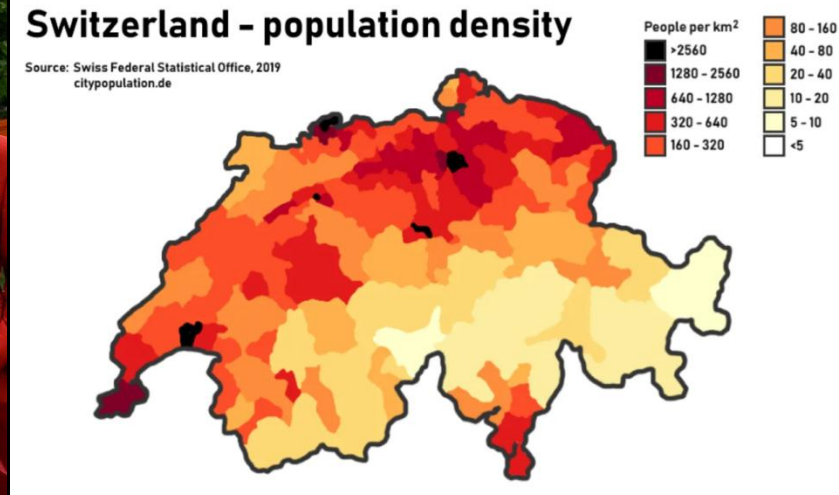 Switzerland - population density
Source: Swiss Federal Statistical Office, 2019
citypopulation.de
People per km²
>2560
1280 - 2560
640 - 1280
320 - 640
160 - 320
80 - 160
40 - 80
20 - 40
10 - 20
5 - 10
<5